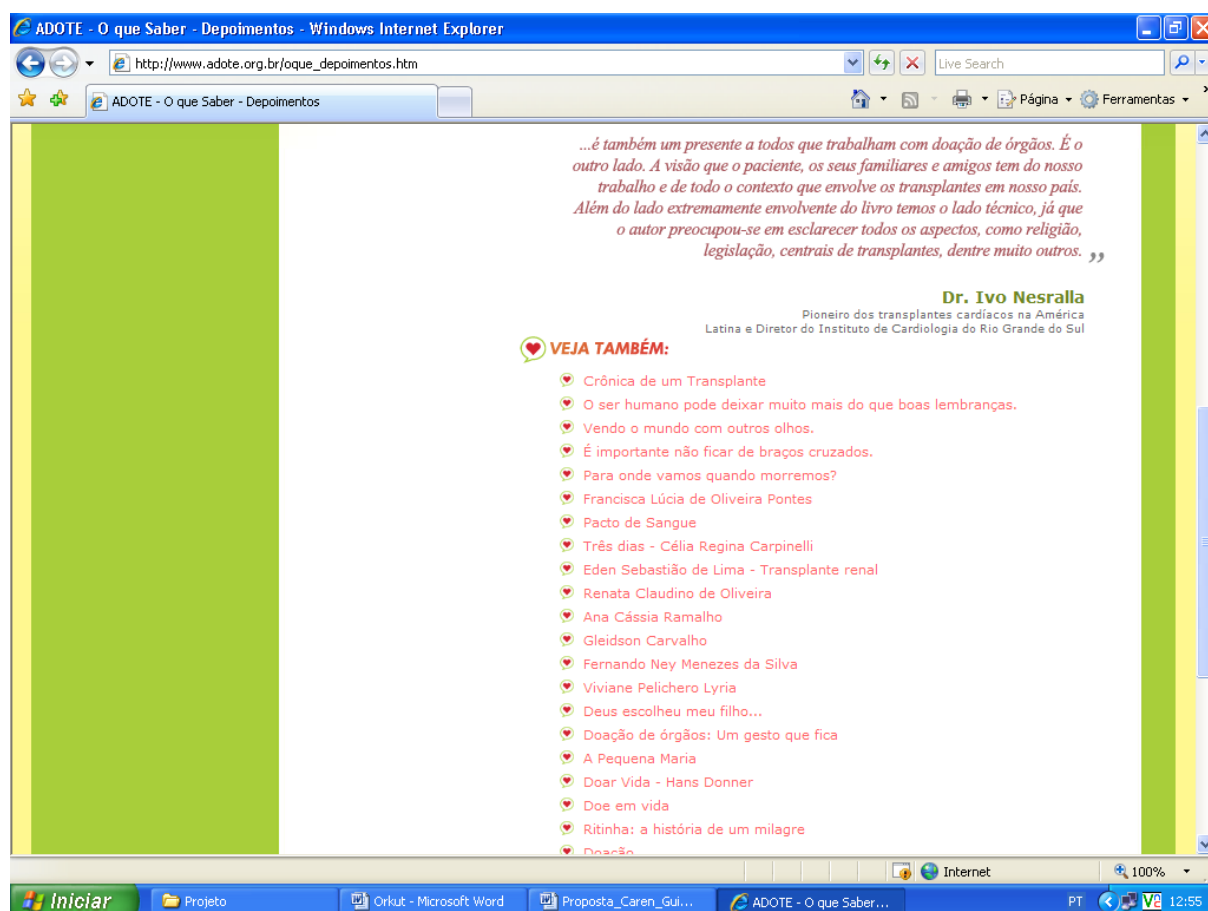 ADOTE - O que Saber - Depoimentos - Windows Internet Explorer
http://www.adote.org.br/oque_depoimentos.htm
Live Search
ADOTE - O que Saber - Depoimentos
Página
Ferramentas
...é também um presente a todos que trabalham com doação de órgãos. É o
outro lado. A visão que o paciente, os seus familiares e amigos tem do nosso
trabalho e de todo o contexto que envolve os transplantes em nosso país.
Além do lado extremamente envolvente do livro temos o lado técnico, já que
o autor preocupou-se em esclarecer todos os aspectos, como religião,
legislação, centrais de transplantes, dentre muito outros. ”
Dr. Ivo Nesralla
Pioneiro dos transplantes cardíacos na América
Latina e Diretor do Instituto de Cardiologia do Rio Grande do Sul
VEJA TAMBÉM:
Crônica de um Transplante
O ser humano pode deixar muito mais do que boas lembranças.
Vendo o mundo com outros olhos.
É importante não ficar de braços cruzados.
Para onde vamos quando morremos?
Francisca Lúcia de Oliveira Pontes
Pacto de Sangue
Três dias - Célia Regina Carpinelli
Eden Sebastião de Lima - Transplante renal
Renata Claudino de Oliveira
Ana Cássia Ramalho
Gleidson Carvalho
Fernando Ney Menezes da Silva
Viviane Pelichero Lyria
Deus escolheu meu filho...
Doação de órgãos: Um gesto que fica
A Pequena Maria
Doar Vida - Hans Donner
Doe em vida
Ritinha: a história de um milagre
Doação
Internet
100%
Iniciar
Projeto
Orkut - Microsoft Word
Proposta_Caren_Gui...
ADOTE - O que Saber...
PT
12:55